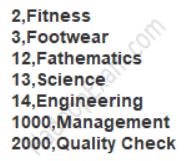 2,Fitness
3,Footwear
12,Fathematics
13,Science
14,Engineering
1000,Management
2000,Quality Check